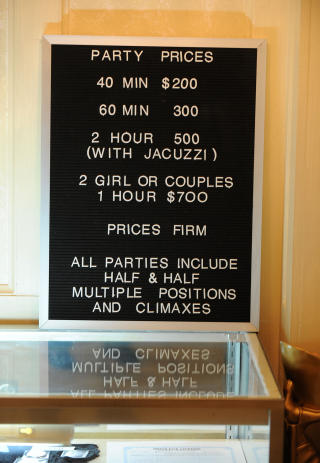 PARTY PRICES
40 MIN $200
60 MIN 300
2 HOUR 500
(WITH JACUZZI)
2 GIRL OR COUPLES
1 HOUR $700
PRICES FIRM
ALL PARTIES INCLUDE
HALF & HALF
MULTIPLE POSITIONS
AND CLIMAXES